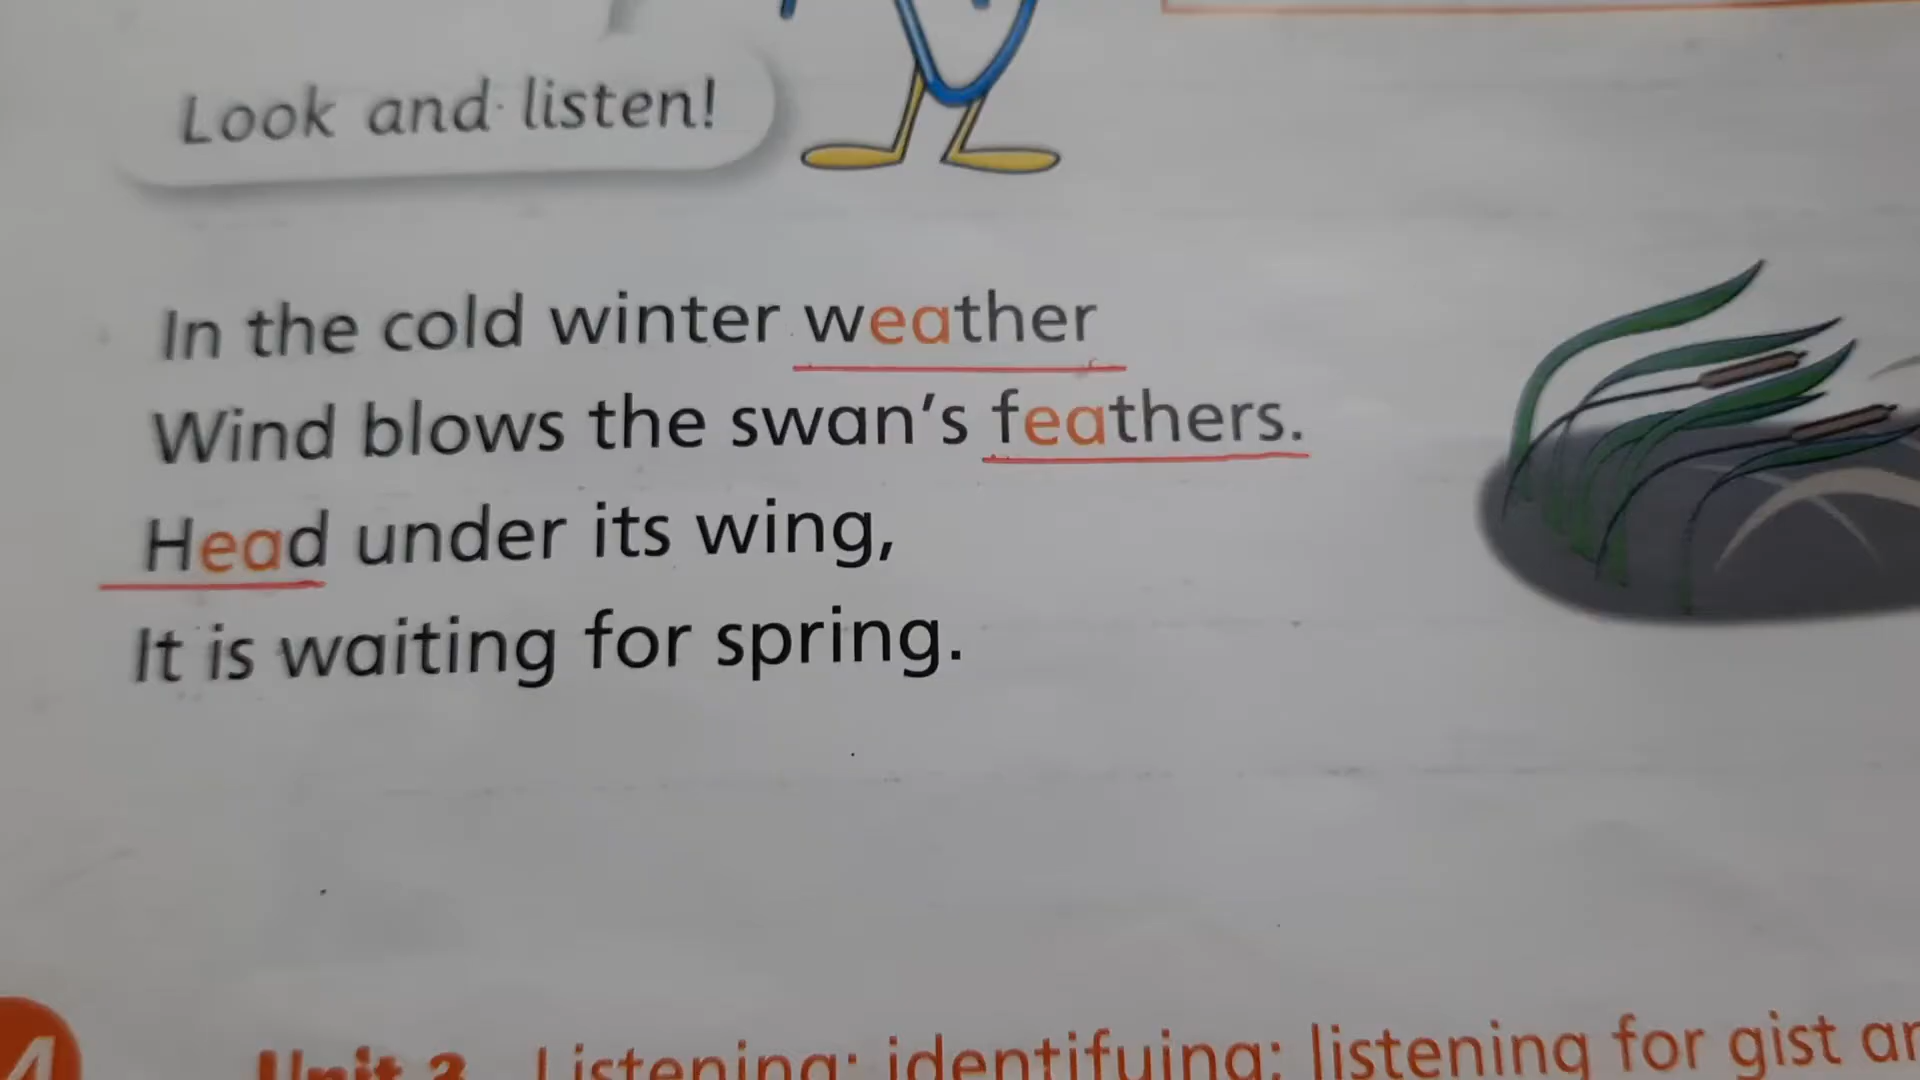 Look and listen!
In the cold winter weather
Wind blows the swan's feathers.
Head under its wing,
It is waiting for spring.
4 Unit 2 Listening: identifying; listening for gist